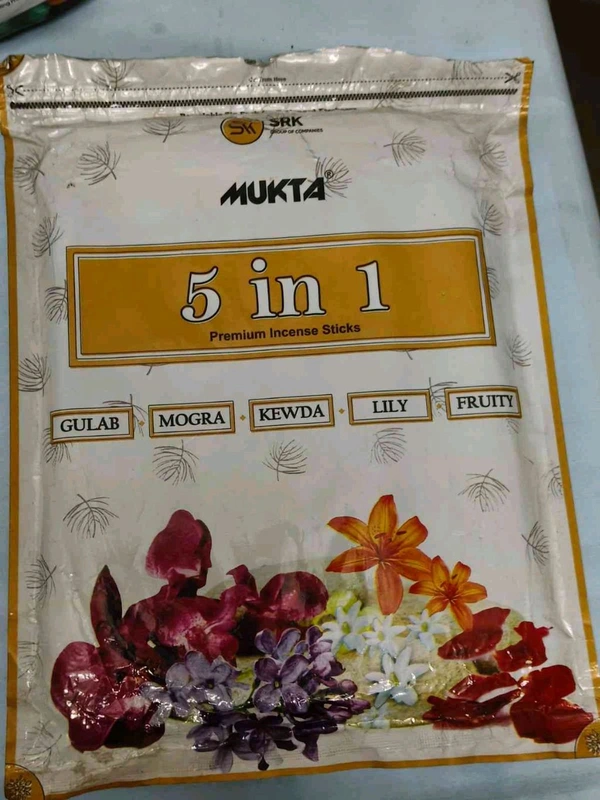 SRK
GROUP OF COMPANIES
MUKTA®
5 in 1
Premium Incense Sticks
GULAB
MOGRA
KEWDA
LILY
FRUITY